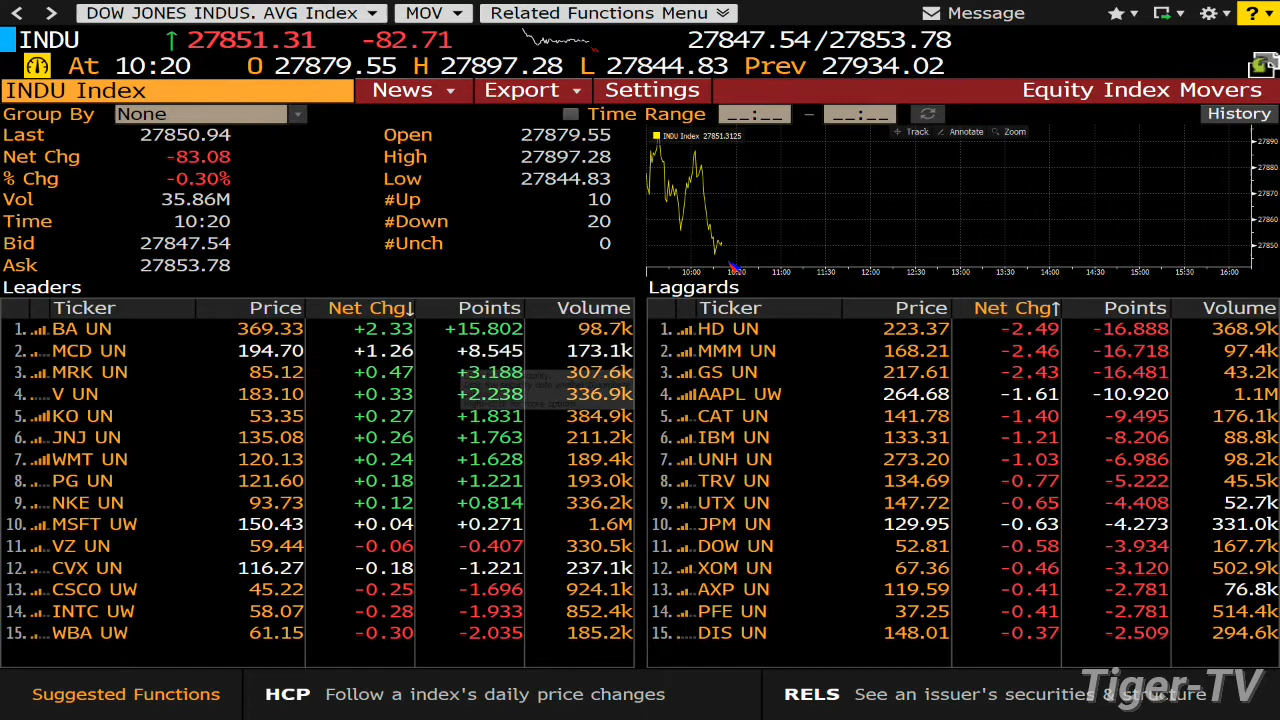 DOW JONES INDUS. AVG Index MOV Related Functions Menu Message ?
INDU 27851.31 -82.71 27847.54/27853.78
At 10:20 O 27879.55 H 27897.28 L 27844.83 Prev 27934.02
INDU Index News Export Settings Equity Index Movers
Group By None Time Range __:__ – __:__ History
Last 27850.94 Open 27879.55
Net Chg -83.08 High 27897.28
% Chg -0.30% Low 27844.83
Vol 35.86M #Up 10
Time 10:20 #Down 20
Bid 27847.54 #Unch 0
Ask 27853.78
Track Annotate Zoom
INDU Index 27851.3125
27890
27880
27870
27860
27850
10:00 10:30 11:00 11:30 12:00 12:30 13:00 13:30 14:00 14:30 15:00 15:30 16:00
Leaders
Ticker Price Net Chg↓ Points Volume
1. BA UN 369.33 +2.33 +15.802 98.7k
2. MCD UN 194.70 +1.26 +8.545 173.1k
3. MRK UN 85.12 +0.47 +3.188 307.6k
4. V UN 183.10 +0.33 +2.238 336.9k
5. KO UN 53.35 +0.27 +1.831 384.9k
6. JNJ UN 135.08 +0.26 +1.763 211.2k
7. WMT UN 120.13 +0.24 +1.628 189.4k
8. PG UN 121.60 +0.18 +1.221 193.0k
9. NKE UN 93.73 +0.12 +0.814 336.2k
10. MSFT UW 150.43 +0.04 +0.271 1.6M
11. VZ UN 59.44 -0.06 -0.407 330.5k
12. CVX UN 116.27 -0.18 -1.221 237.1k
13. CSCO UW 45.22 -0.25 -1.696 924.1k
14. INTC UW 58.07 -0.28 -1.933 852.4k
15. WBA UW 61.15 -0.30 -2.035 185.2k
Laggards
Ticker Price Net Chg↑ Points Volume
1. HD UN 223.37 -2.49 -16.888 368.9k
2. MMM UN 168.21 -2.46 -16.718 97.4k
3. GS UN 217.61 -2.43 -16.481 43.2k
4. AAPL UW 264.68 -1.61 -10.920 1.1M
5. CAT UN 141.78 -1.40 -9.495 176.1k
6. IBM UN 133.31 -1.21 -8.206 88.8k
7. UNH UN 273.20 -1.03 -6.986 98.2k
8. TRV UN 134.69 -0.77 -5.222 45.5k
9. UTX UN 147.72 -0.65 -4.408 52.7k
10. JPM UN 129.95 -0.63 -4.273 331.0k
11. DOW UN 52.81 -0.58 -3.934 167.7k
12. XOM UN 67.36 -0.46 -3.120 502.9k
13. AXP UN 119.59 -0.41 -2.781 76.8k
14. PFE UN 37.25 -0.41 -2.781 514.4k
15. DIS UN 148.01 -0.37 -2.509 294.6k
Suggested Functions HCP Follow a index's daily price changes RELS See an issuer's securities & structure
Tiger-TV